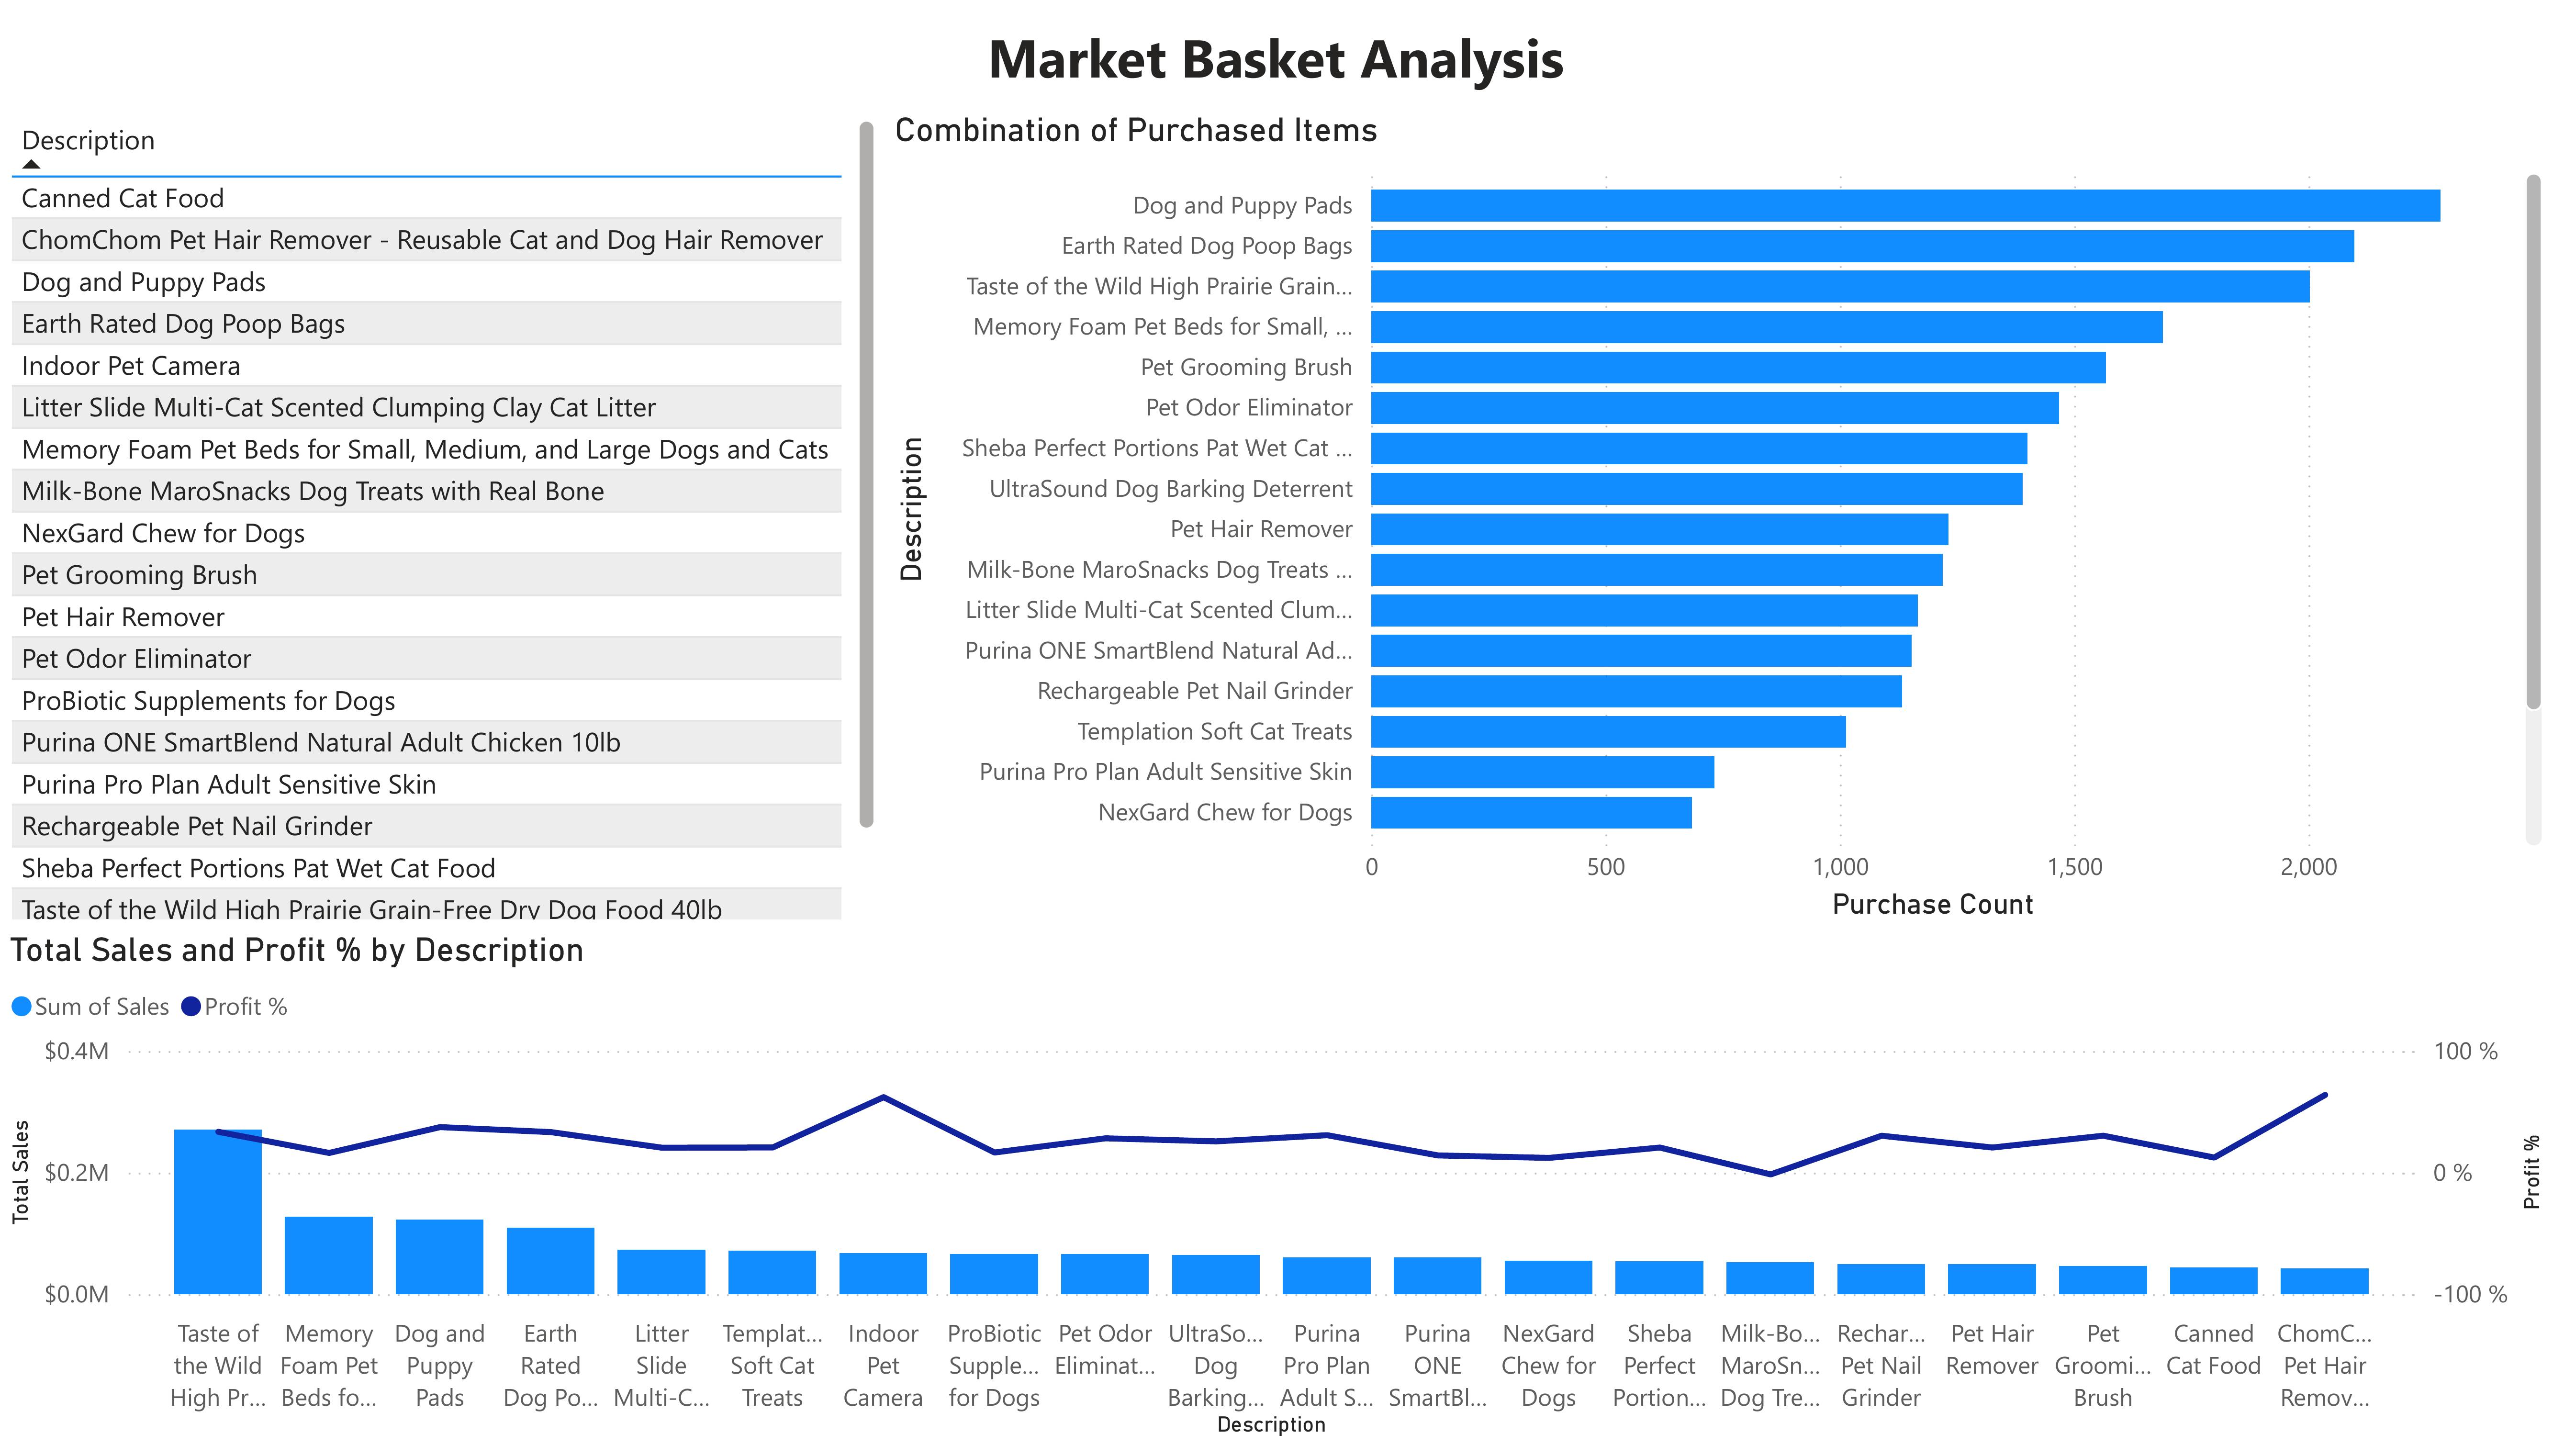 Market Basket Analysis
Description
Canned Cat Food
ChomChom Pet Hair Remover - Reusable Cat and Dog Hair Remover
Dog and Puppy Pads
Earth Rated Dog Poop Bags
Indoor Pet Camera
Litter Slide Multi-Cat Scented Clumping Clay Cat Litter
Memory Foam Pet Beds for Small, Medium, and Large Dogs and Cats
Milk-Bone MaroSnacks Dog Treats with Real Bone
NexGard Chew for Dogs
Pet Grooming Brush
Pet Hair Remover
Pet Odor Eliminator
ProBiotic Supplements for Dogs
Purina ONE SmartBlend Natural Adult Chicken 10lb
Purina Pro Plan Adult Sensitive Skin
Rechargeable Pet Nail Grinder
Sheba Perfect Portions Pat Wet Cat Food
Taste of the Wild High Prairie Grain-Free Dry Dog Food 40lb
Combination of Purchased Items
Description
Dog and Puppy Pads
Earth Rated Dog Poop Bags
Taste of the Wild High Prairie Grain...
Memory Foam Pet Beds for Small, ...
Pet Grooming Brush
Pet Odor Eliminator
Sheba Perfect Portions Pat Wet Cat ...
UltraSound Dog Barking Deterrent
Pet Hair Remover
Milk-Bone MaroSnacks Dog Treats ...
Litter Slide Multi-Cat Scented Clum...
Purina ONE SmartBlend Natural Ad...
Rechargeable Pet Nail Grinder
Templation Soft Cat Treats
Purina Pro Plan Adult Sensitive Skin
NexGard Chew for Dogs
0 500 1,000 1,500 2,000
Purchase Count
Total Sales and Profit % by Description
Sum of Sales Profit %
Total Sales
$0.4M
$0.2M
$0.0M
100 %
0 %
-100 %
Profit %
Taste of
the Wild
High Pr...
Memory
Foam Pet
Beds fo...
Dog and
Puppy
Pads
Earth
Rated
Dog Po...
Litter
Slide
Multi-C...
Templat...
Soft Cat
Treats
Indoor
Pet
Camera
ProBiotic
Supple...
for Dogs
Pet Odor
Eliminat...
UltraSo...
Dog
Barking...
Purina
Pro Plan
Adult S...
Purina
ONE
SmartBl...
NexGard
Chew for
Dogs
Sheba
Perfect
Portion...
Milk-Bo...
MaroSn...
Dog Tre...
Rechar...
Pet Nail
Grinder
Pet Hair
Remover
Pet
Groomi...
Brush
Canned
Cat Food
ChomC...
Pet Hair
Remov...
Description